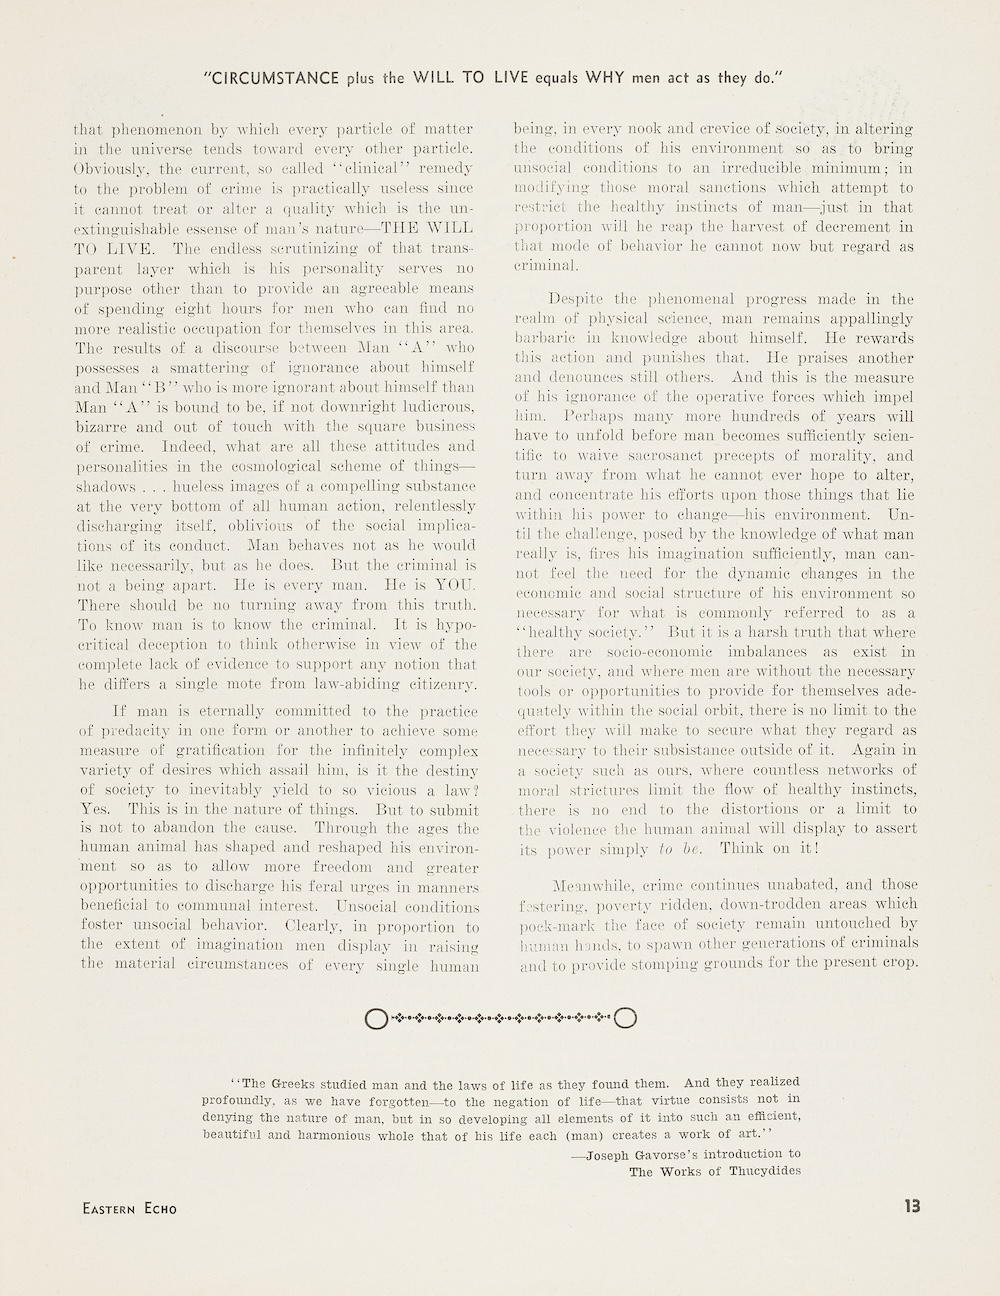 "CIRCUMSTANCE plus the WILL TO LIVE equals WHY men act as they do."
that phenomenon by which every particle of matter
in the universe tends toward every other particle.
Obviously, the current, so called "clinical" remedy
to the problem of crime is practically useless since
it cannot treat or alter a quality which is the un-
extinguishable essense of man's nature—THE WILL
TO LIVE. The endless scrutinizing of that trans-
parent layer which is his personality serves no
purpose other than to provide an agreeable means
of spending eight hours for men who can find no
more realistic occupation for themselves in this area.
The results of a discourse between Man "A" who
possesses a smattering of ignorance about himself
and Man "B" who is more ignorant about himself than
Man "A" is bound to be, if not downright ludicrous,
bizarre and out of touch with the square business
of crime. Indeed, what are all these attitudes and
personalities in the cosmological scheme of things—
shadows . . . hueless images of a compelling substance
at the very bottom of all human action, relentlessly
discharging itself, oblivious of the social implica-
tions of its conduct. Man behaves not as he would
like necessarily, but as he does. But the criminal is
not a being apart. He is every man. He is YOU.
There should be no turning away from this truth.
To know man is to know the criminal. It is hypo-
critical deception to think otherwise in view of the
complete lack of evidence to support any notion that
he differs a single mote from law-abiding citizenry.
If man is eternally committed to the practice
of predacity in one form or another to achieve some
measure of gratification for the infinitely complex
variety of desires which assail him, is it the destiny
of society to inevitably yield to so vicious a law?
Yes. This is in the nature of things. But to submit
is not to abandon the cause. Through the ages the
human animal has shaped and reshaped his environ-
ment so as to allow more freedom and greater
opportunities to discharge his feral urges in manners
beneficial to communal interest. Unsocial conditions
foster unsocial behavior. Clearly, in proportion to
the extent of imagination men display in raising
the material circumstances of every single human
being, in every nook and crevice of society, in altering
the conditions of his environment so as to bring
unsocial conditions to an irreducible minimum; in
modifying those moral sanctions which attempt to
restrict the healthy instincts of man—just in that
proportion will he reap the harvest of decrement in
that mode of behavior he cannot now but regard as
criminal.
Despite the phenomenal progress made in the
realm of physical science, man remains appallingly
barbaric in knowledge about himself. He rewards
this action and punishes that. He praises another
and denounces still others. And this is the measure
of his ignorance of the operative forces which impel
him. Perhaps many more hundreds of years will
have to unfold before man becomes sufficiently scien-
tific to waive sacrosanct precepts of morality, and
turn away from what he cannot ever hope to alter,
and concentrate his efforts upon those things that lie
within his power to change—his environment. Un-
til the challenge, posed by the knowledge of what man
really is, fires his imagination sufficiently, man can-
not feel the need for the dynamic changes in the
economic and social structure of his environment so
necessary for what is commonly referred to as a
"healthy society." But it is a harsh truth that where
there are socio-economic imbalances as exist in
our society, and where men are without the necessary
tools or opportunities to provide for themselves ade-
quately within the social orbit, there is no limit to the
effort they will make to secure what they regard as
necessary to their subsistance outside of it. Again in
a society such as ours, where countless networks of
moral strictures limit the flow of healthy instincts,
there is no end to the distortions or a limit to
the violence the human animal will display to assert
its power simply to be. Think on it!
Meanwhile, crime continues unabated, and those
festering, poverty ridden, down-trodden areas which
pock-mark the face of society remain untouched by
human hands, to spawn other generations of criminals
and to provide stomping grounds for the present crop.
"The Greeks studied man and the laws of life as they found them. And they realized
profoundly, as we have forgotten—to the negation of life—that virtue consists not in
denying the nature of man, but in so developing all elements of it into such an efficient,
beautiful and harmonious whole that of his life each (man) creates a work of art."
—Joseph Gavorse's introduction to
The Works of Thucydides
EASTERN ECHO
13